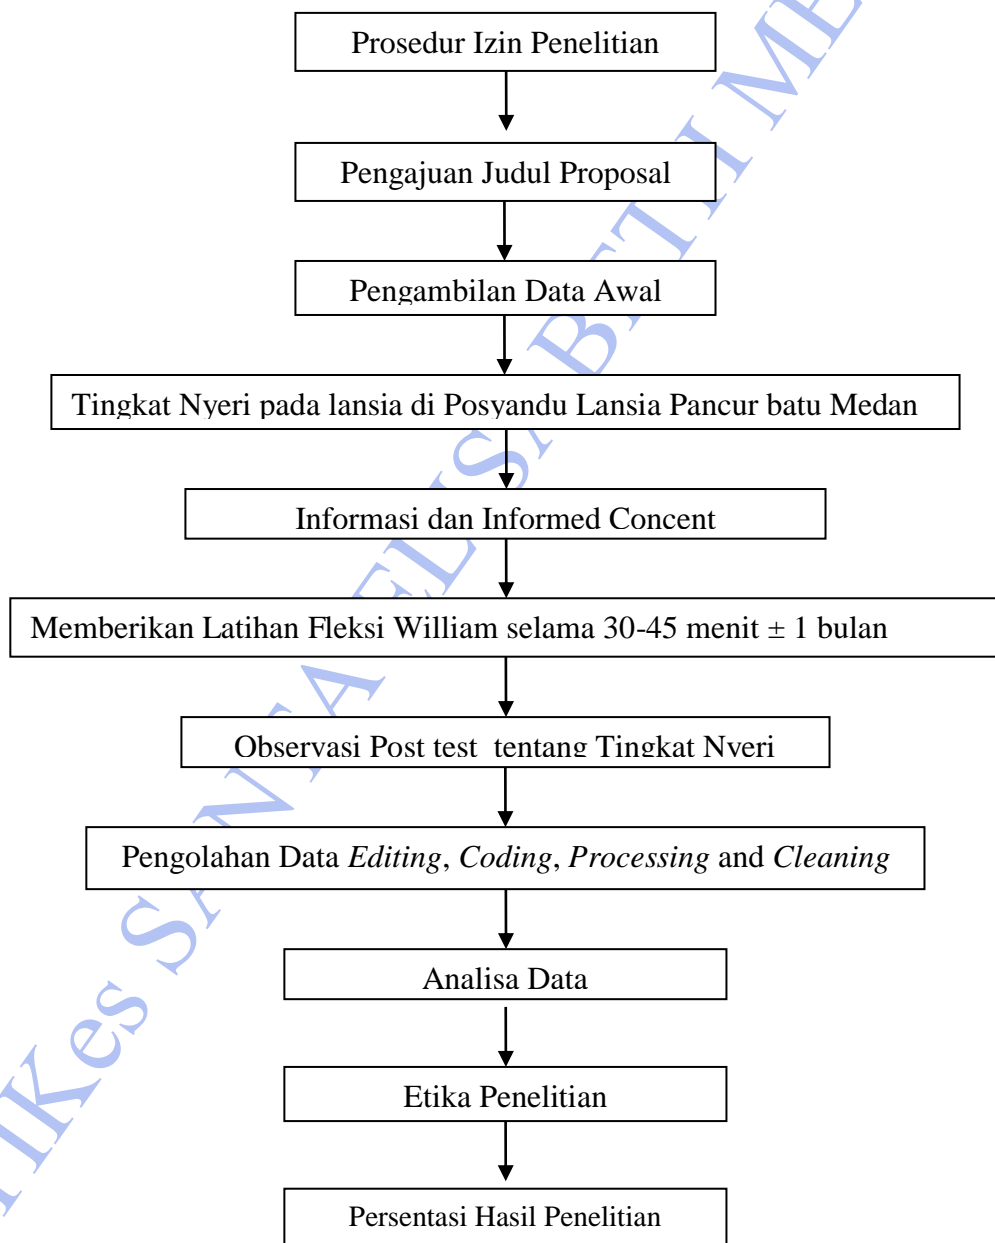 Prosedur Izin Penelitian
Pengajuan Judul Proposal
Pengambilan Data Awal
Tingkat Nyeri pada lansia di Posyandu Lansia Pancur batu Medan
Informasi dan Informed Concent
Memberikan Latihan Fleksi William selama 30-45 menit ± 1 bulan
Observasi Post test tentang Tingkat Nyeri
Pengolahan Data Editing, Coding, Processing and Cleaning
Analisa Data
Etika Penelitian
Persentasi Hasil Penelitian
SANTA